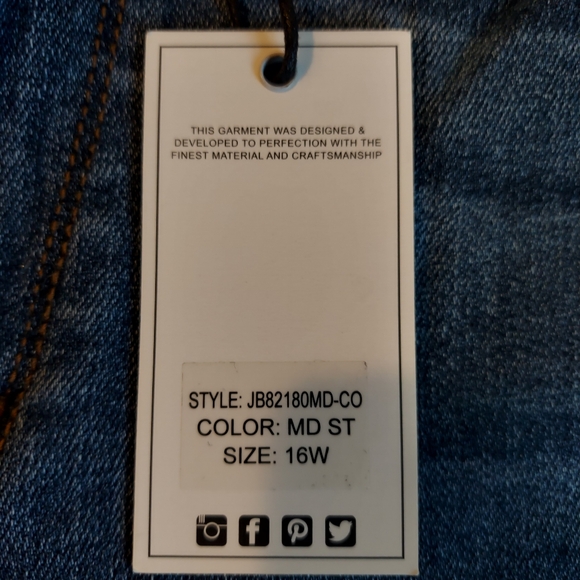 THIS GARMENT WAS DESIGNED &
DEVELOPED TO PERFECTION WITH THE
FINEST MATERIAL AND CRAFTSMANSHIP
STYLE: JB82180MD-CO
COLOR: MD ST
SIZE: 16W